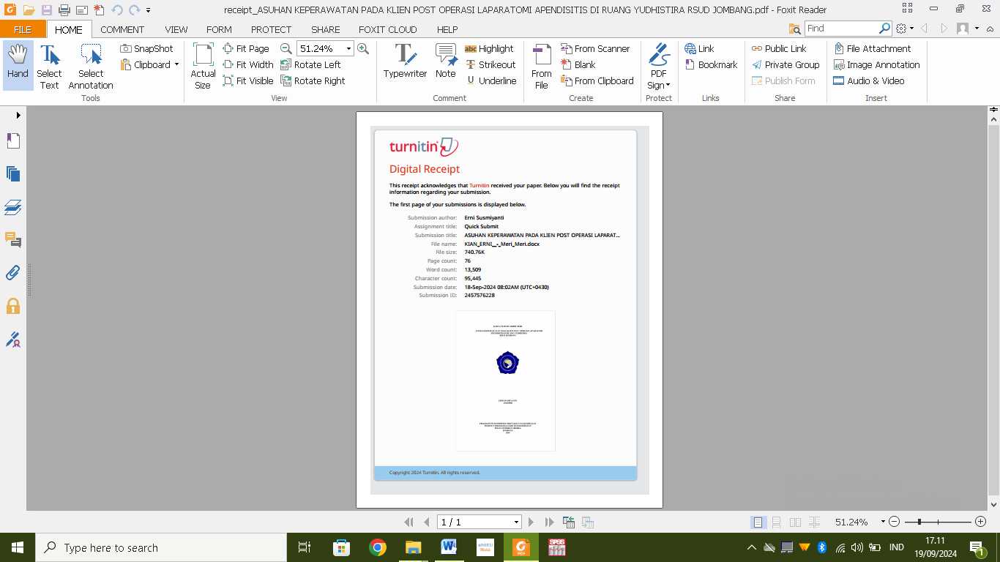 receipt_ASUHAN KEPERAWATAN PADA KLIEN POST OPERASI LAPARATOMI APENDISITIS DI RUANG YUDHISTIRA RSUD JOMBANG.pdf - Foxit Reader
FILE HOME COMMENT VIEW FORM PROTECT SHARE FOXIT CLOUD HELP Find
Hand
Select Text
Select Annotation
SnapShot
Clipboard
Tools
Actual Size
Fit Page
Fit Width
Fit Visible
51.24%
Rotate Left
Rotate Right
View
Typewriter
Note
abc Highlight
Strikeout
U Underline
Comment
From File
From Scanner
Blank
From Clipboard
Create
PDF Sign
Protect
Link
Bookmark
Links
Public Link
Private Group
Publish Form
Share
File Attachment
Image Annotation
Audio & Video
Insert
turnitin
Digital Receipt
This receipt acknowledges that Turnitin received your paper. Below you will find the receipt
information regarding your submission.
The first page of your submissions is displayed below.
Submission author: Erni Susmiyanti
Assignment title: Quick Submit
Submission title: ASUHAN KEPERAWATAN PADA KLIEN POST OPERASI LAPARAT...
File name: KIAN_ERNI__-_Meri_Meri.docx
File size: 740.76K
Page count: 76
Word count: 13,509
Character count: 95,445
Submission date: 18-Sep-2024 08:02AM (UTC+0430)
Submission ID: 2457576228
Copyright 2024 Turnitin. All rights reserved.
1 / 1
51.24%
Type here to search
eNERSI
PDF
SPSS
IND
17.11
19/09/2024
1